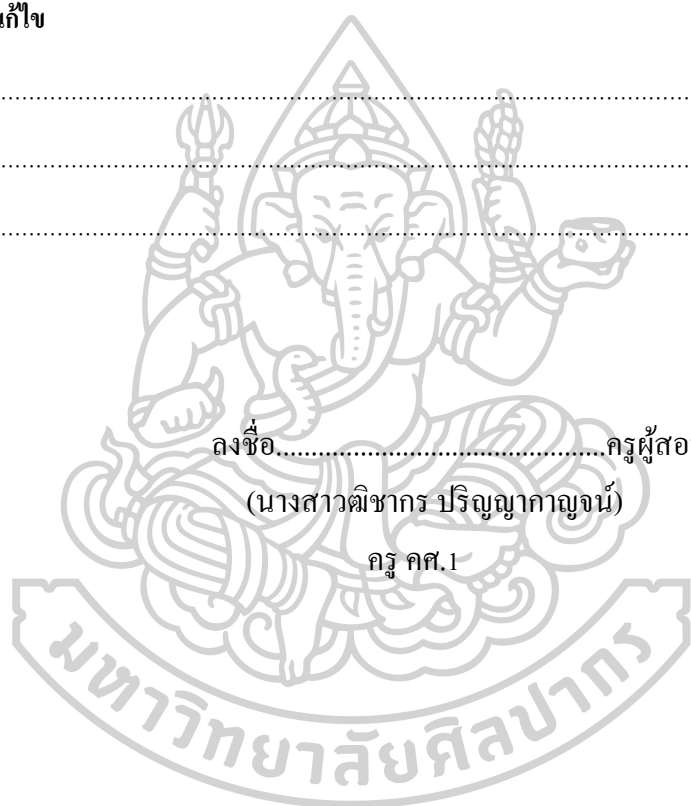 แก้ไข
................................................................................
................................................................................
................................................................................
ลงชื่อ................................................ครูผู้สอ
(นางสาวฒิชากร ปริญญากาญจน์)
ครู คศ.1
มหาวิทยาลัยศิลปากร